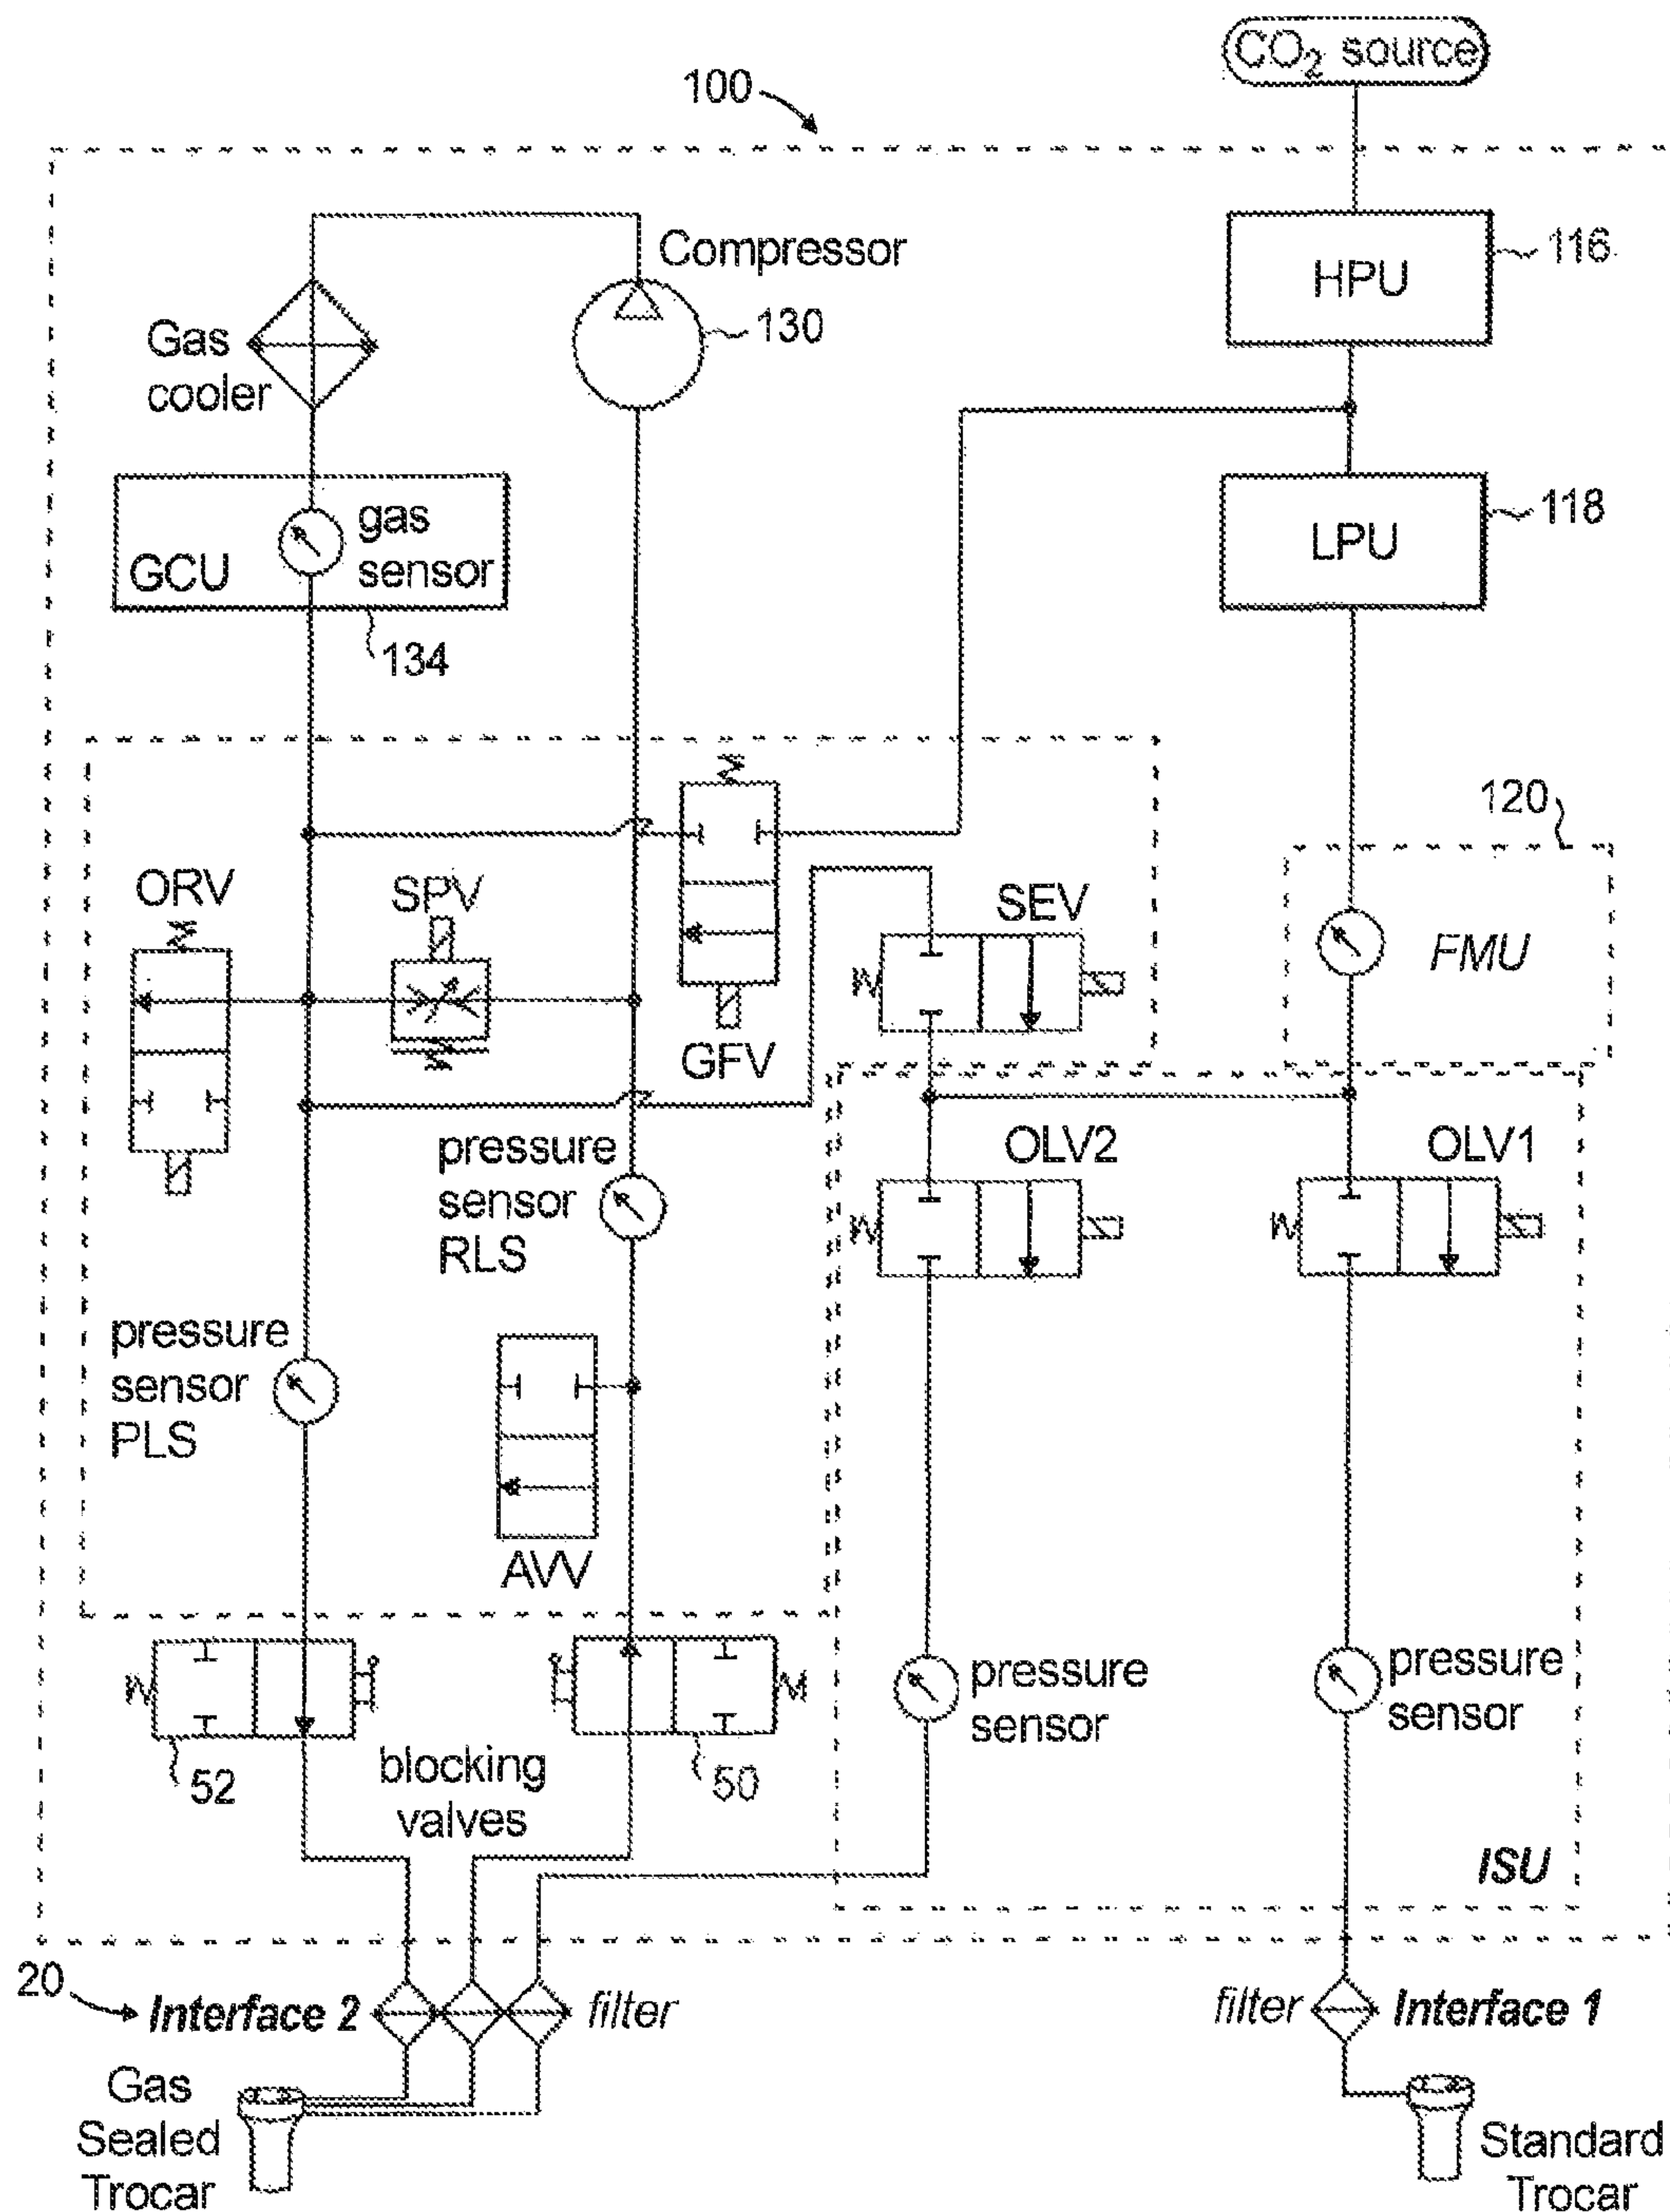 CO₂ source
100
HPU
116
Compressor
130
Gas
cooler
LPU
118
gas
sensor
GCU
134
120
FMU
ORV
SPV
GFV
SEV
OLV2
OLV1
pressure
sensor
RLS
pressure
sensor
PLS
AVV
52
blocking
valves
50
pressure
sensor
pressure
sensor
ISU
20
Interface 2
filter
filter
Interface 1
Gas
Sealed
Trocar
Standard
Trocar